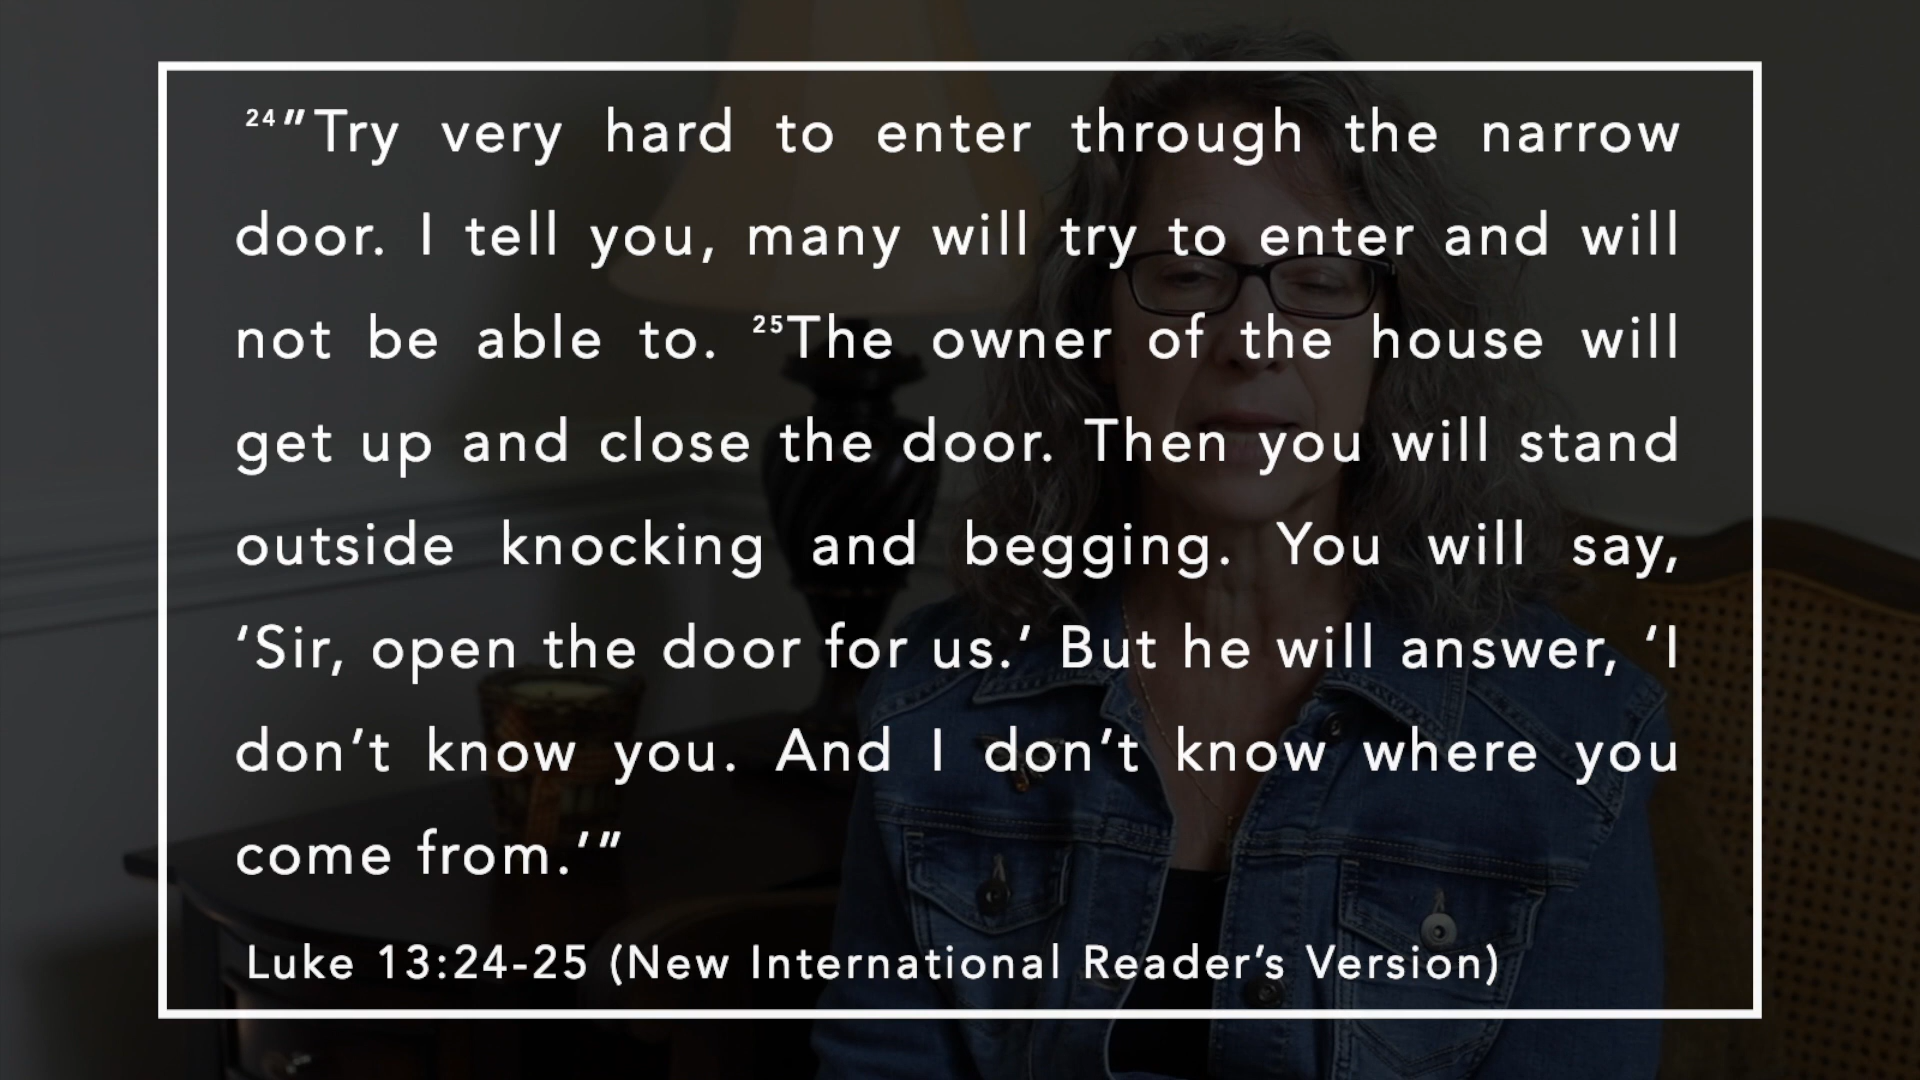 24"Try very hard to enter through the narrow
door. I tell you, many will try to enter and will
not be able to. 25The owner of the house will
get up and close the door. Then you will stand
outside knocking and begging. You will say,
‘Sir, open the door for us.’ But he will answer, ‘I
don’t know you. And I don’t know where you
come from.’"
Luke 13:24-25 (New International Reader’s Version)